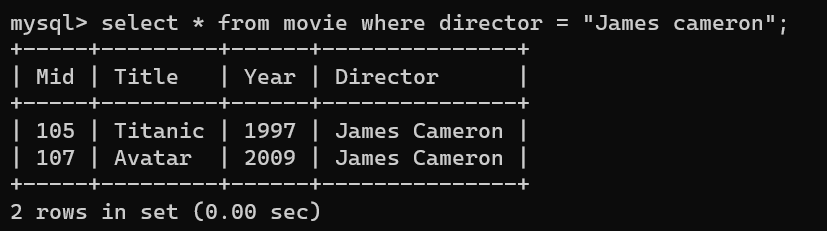 mysql> select * from movie where director = "James cameron";
+-----+---------+------+---------------+
| Mid | Title   | Year | Director      |
+-----+---------+------+---------------+
| 105 | Titanic | 1997 | James Cameron |
| 107 | Avatar  | 2009 | James Cameron |
+-----+---------+------+---------------+
2 rows in set (0.00 sec)